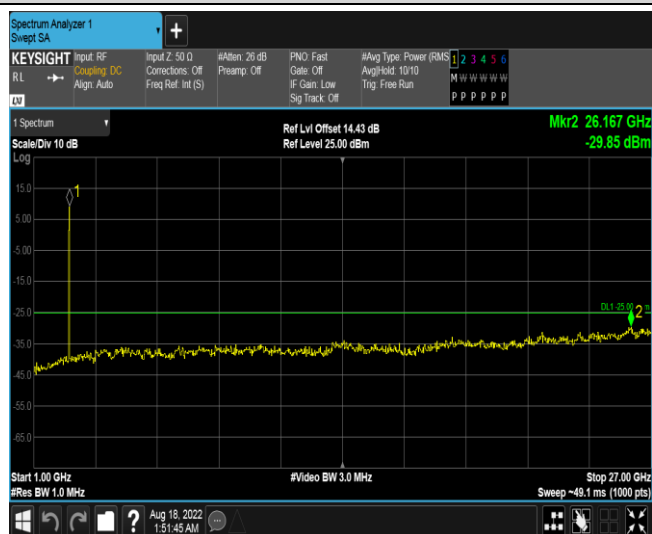 Spectrum Analyzer 1
Swept SA
+
KEYSIGHT Input: RF Input Z: 50 Ω #Atten: 26 dB PNO: Fast #Avg Type: Power (RMS 1 2 3 4 5 6
RL Coupling: DC Corrections: Off Preamp: Off Gate: Off Avg|Hold: 10/10 M W W W W W
Align: Auto Freq Ref: Int (S) IF Gain: Low Trig: Free Run
LXI Sig Track: Off P P P P P P
1 Spectrum Ref Lvl Offset 14.43 dB Mkr2 26.167 GHz
Scale/Div 10 dB Ref Level 25.00 dBm -29.85 dBm
Log
1
15.0
5.00
-5.00
-15.0
DL1 -25.00
-25.0 2
-35.0
-45.0
-55.0
-65.0
Start 1.00 GHz #Video BW 3.0 MHz Stop 27.00 GHz
#Res BW 1.0 MHz Sweep ~49.1 ms (1000 pts)
? Aug 18, 2022
1:51:45 AM